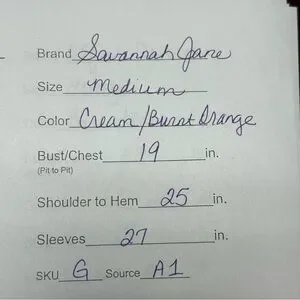 Brand Savannah Jane
Size Medium
Color Cream/Burnt Orange
Bust/Chest 19 in.
(Pit to Pit)
Shoulder to Hem 25 in.
Sleeves 27 in.
SKU G Source A1